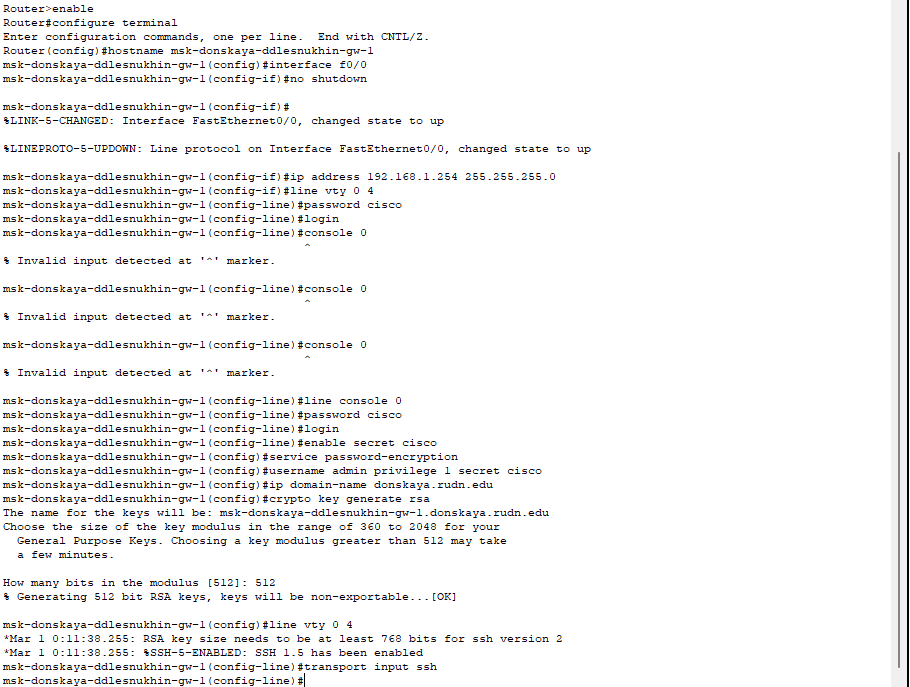 Router>enable
Router#configure terminal
Enter configuration commands, one per line.  End with CNTL/Z.
Router(config)#hostname msk-donskaya-ddlesnukhin-gw-1
msk-donskaya-ddlesnukhin-gw-1(config)#interface f0/0
msk-donskaya-ddlesnukhin-gw-1(config-if)#no shutdown

msk-donskaya-ddlesnukhin-gw-1(config-if)#
%LINK-5-CHANGED: Interface FastEthernet0/0, changed state to up

%LINEPROTO-5-UPDOWN: Line protocol on Interface FastEthernet0/0, changed state to up

msk-donskaya-ddlesnukhin-gw-1(config-if)#ip address 192.168.1.254 255.255.255.0
msk-donskaya-ddlesnukhin-gw-1(config-if)#line vty 0 4
msk-donskaya-ddlesnukhin-gw-1(config-line)#password cisco
msk-donskaya-ddlesnukhin-gw-1(config-line)#login
msk-donskaya-ddlesnukhin-gw-1(config-line)#console 0
                                           ^
% Invalid input detected at '^' marker.

msk-donskaya-ddlesnukhin-gw-1(config-line)#console 0
                                           ^
% Invalid input detected at '^' marker.

msk-donskaya-ddlesnukhin-gw-1(config-line)#console 0
                                           ^
% Invalid input detected at '^' marker.

msk-donskaya-ddlesnukhin-gw-1(config-line)#line console 0
msk-donskaya-ddlesnukhin-gw-1(config-line)#password cisco
msk-donskaya-ddlesnukhin-gw-1(config-line)#login
msk-donskaya-ddlesnukhin-gw-1(config-line)#enable secret cisco
msk-donskaya-ddlesnukhin-gw-1(config)#service password-encryption
msk-donskaya-ddlesnukhin-gw-1(config)#username admin privilege 1 secret cisco
msk-donskaya-ddlesnukhin-gw-1(config)#ip domain-name donskaya.rudn.edu
msk-donskaya-ddlesnukhin-gw-1(config)#crypto key generate rsa
The name for the keys will be: msk-donskaya-ddlesnukhin-gw-1.donskaya.rudn.edu
Choose the size of the key modulus in the range of 360 to 2048 for your
  General Purpose Keys. Choosing a key modulus greater than 512 may take
  a few minutes.

How many bits in the modulus [512]: 512
% Generating 512 bit RSA keys, keys will be non-exportable...[OK]

msk-donskaya-ddlesnukhin-gw-1(config)#line vty 0 4
*Mar 1 0:11:38.255: RSA key size needs to be at least 768 bits for ssh version 2
*Mar 1 0:11:38.255: %SSH-5-ENABLED: SSH 1.5 has been enabled
msk-donskaya-ddlesnukhin-gw-1(config-line)#transport input ssh
msk-donskaya-ddlesnukhin-gw-1(config-line)#